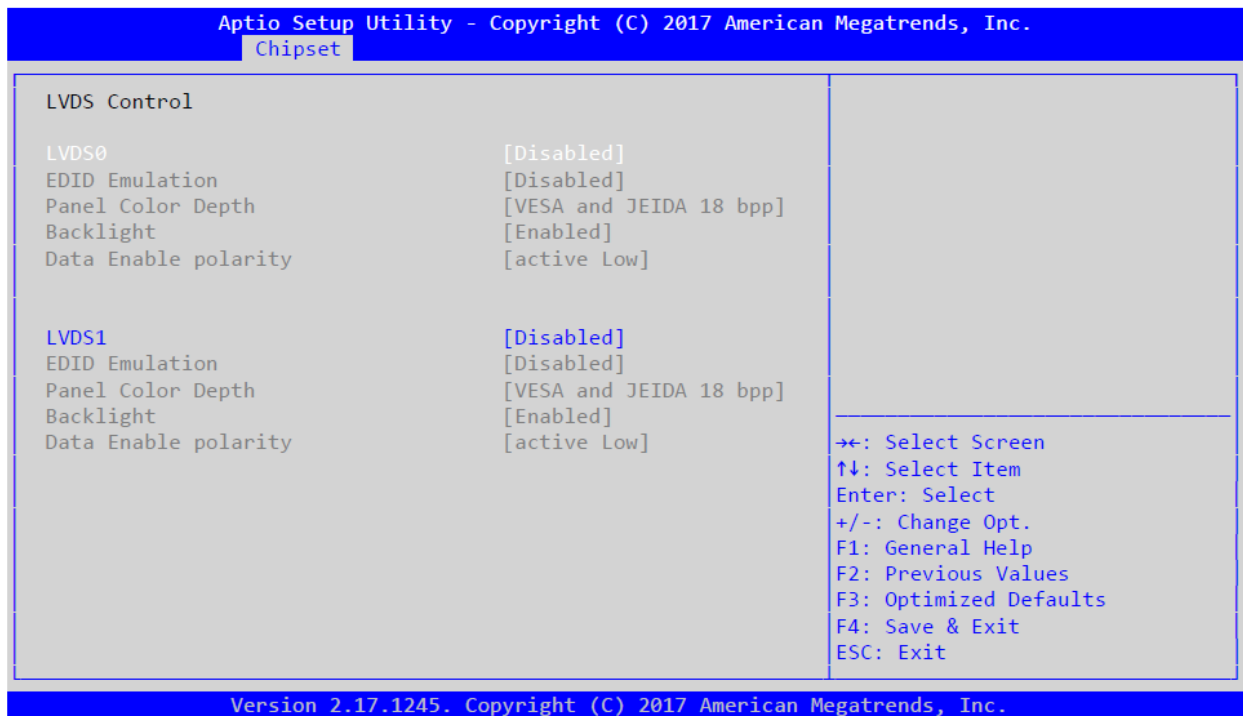 Aptio Setup Utility - Copyright (C) 2017 American Megatrends, Inc.
Chipset
LVDS Control
LVDS0 [Disabled]
EDID Emulation [Disabled]
Panel Color Depth [VESA and JEIDA 18 bpp]
Backlight [Enabled]
Data Enable polarity [active Low]
LVDS1 [Disabled]
EDID Emulation [Disabled]
Panel Color Depth [VESA and JEIDA 18 bpp]
Backlight [Enabled]
Data Enable polarity [active Low]
→←: Select Screen
↑↓: Select Item
Enter: Select
+/-: Change Opt.
F1: General Help
F2: Previous Values
F3: Optimized Defaults
F4: Save & Exit
ESC: Exit
Version 2.17.1245. Copyright (C) 2017 American Megatrends, Inc.